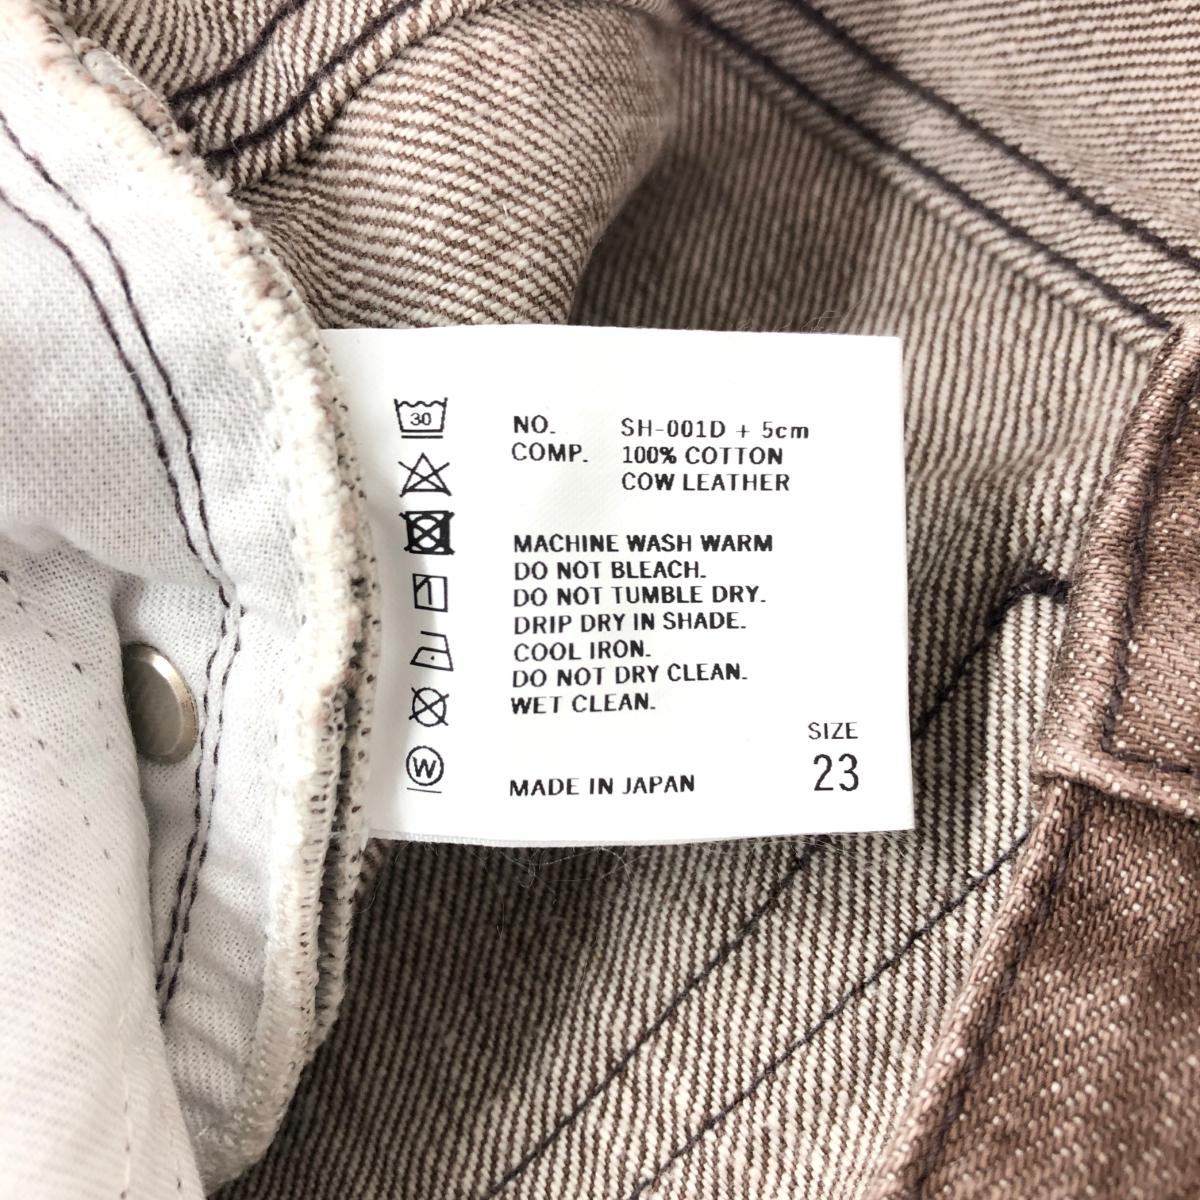 30
NO. SH-001D + 5cm
COMP. 100% COTTON
COW LEATHER
MACHINE WASH WARM
DO NOT BLEACH.
DO NOT TUMBLE DRY.
DRIP DRY IN SHADE.
COOL IRON.
DO NOT DRY CLEAN.
WET CLEAN.
W
SIZE
23
MADE IN JAPAN